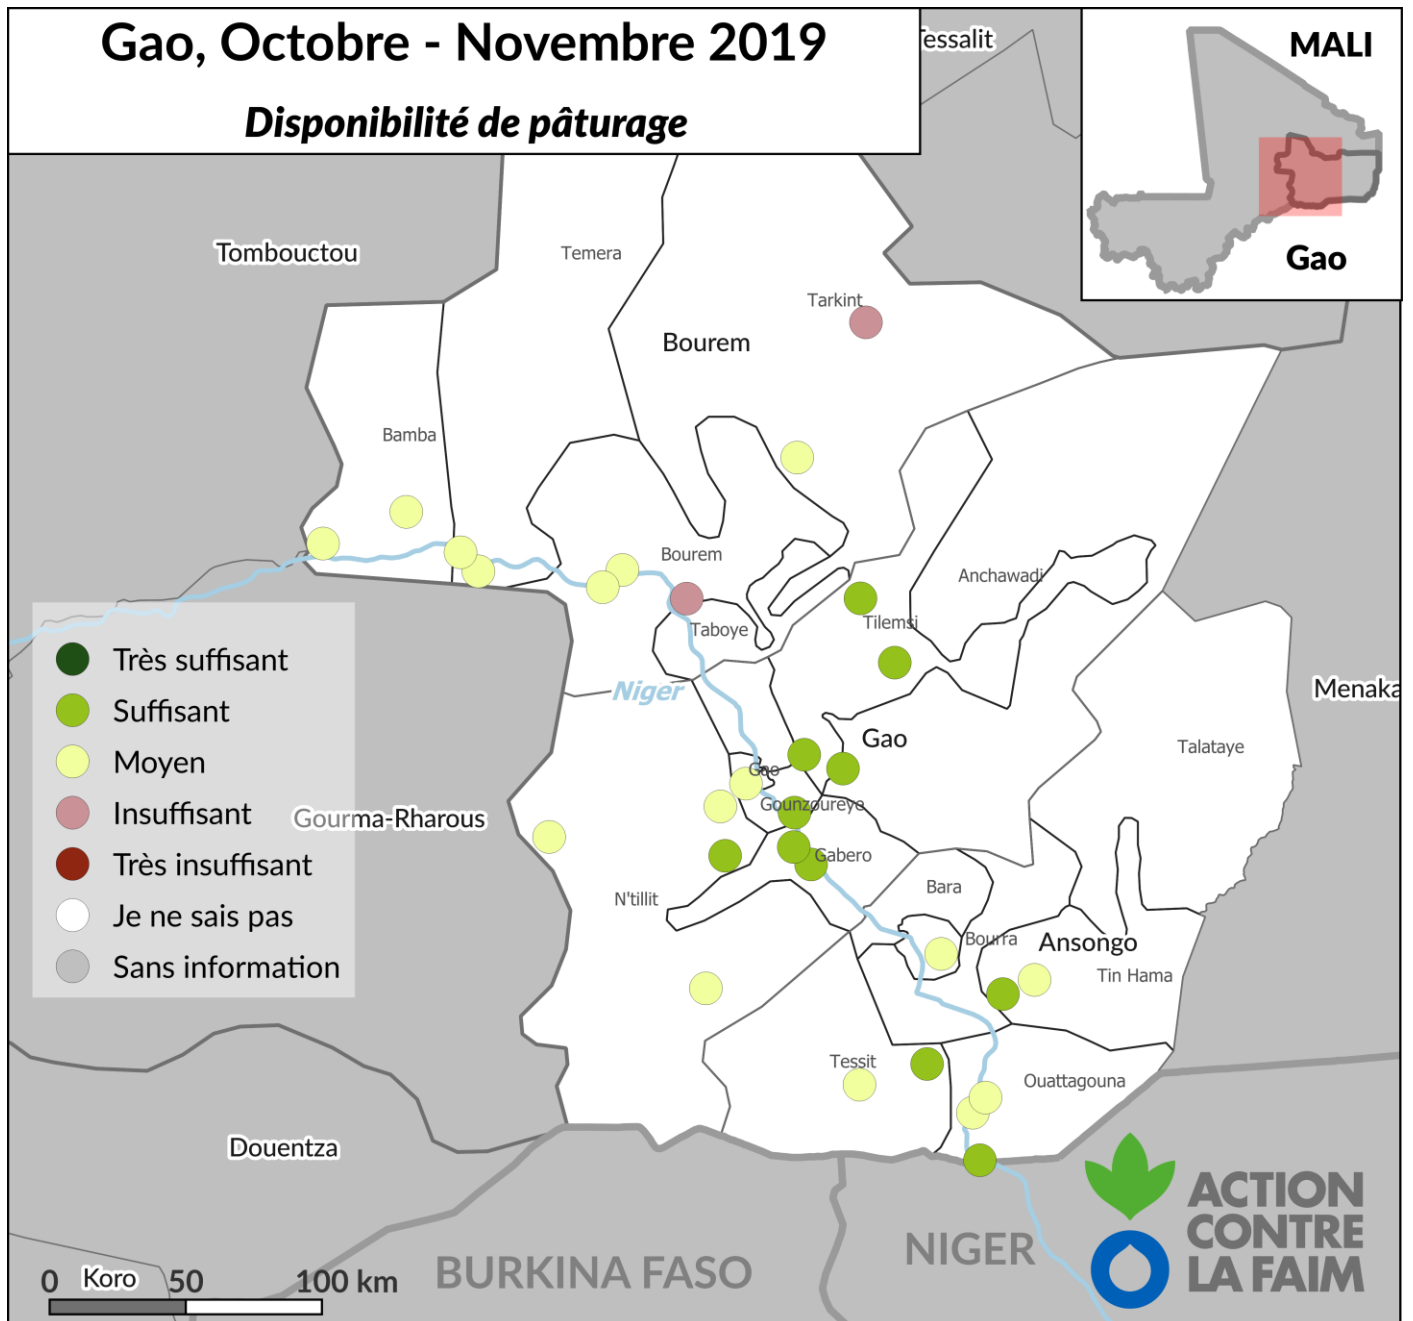 Gao, Octobre - Novembre 2019
Disponibilité de pâturage
Tessalit
MALI
Gao
Tombouctou
Temera
Tarkint
Bourem
Bamba
Bourem
Anchawadi
Tilemsi
Taboye
Niger
Menaka
Talataye
Gao
Gao
Gounzoureye
Gabero
Gourma-Rharous
N'tillit
Bara
Bourra
Ansongo
Tin Hama
Tessit
Ouattagouna
Douentza
Koro
Très suffisant
Suffisant
Moyen
Insuffisant
Très insuffisant
Je ne sais pas
Sans information
0 50 100 km
BURKINA FASO
NIGER
ACTION
CONTRE
LA FAIM